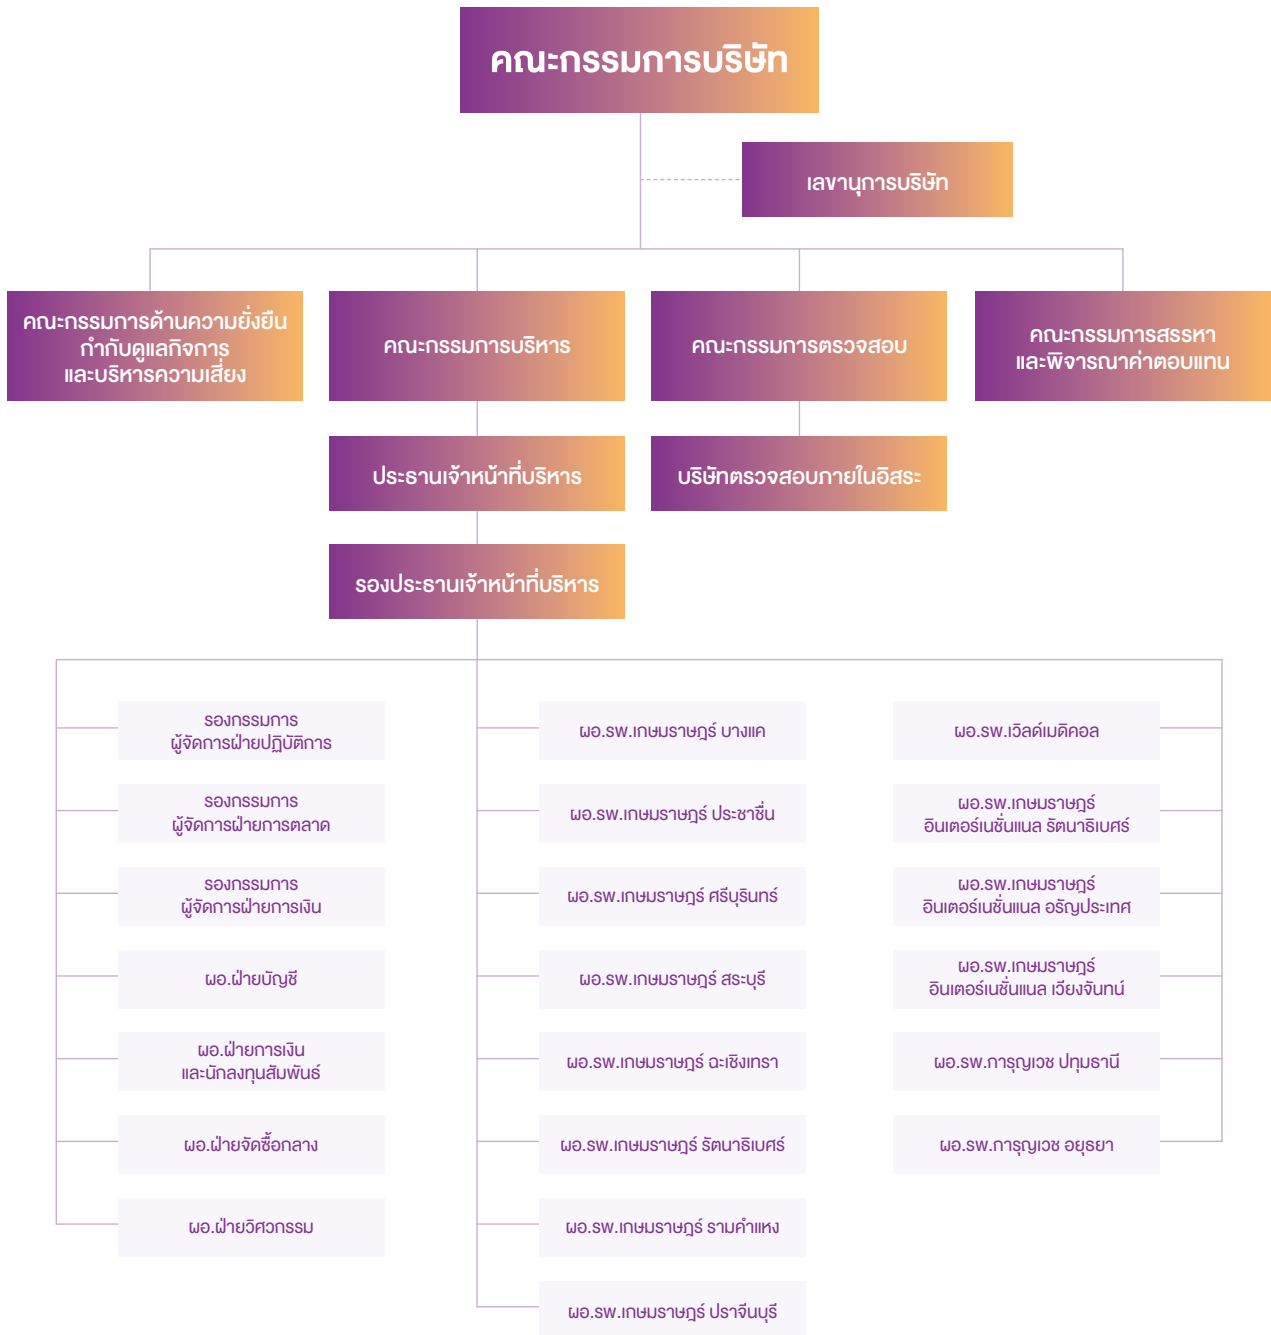 คณะกรรมการบริษัท
เลขานุการบริษัท
คณะกรรมการด้านความยั่งยืน
กำกับดูแลกิจการ
และบริหารความเสี่ยง
คณะกรรมการบริหาร
คณะกรรมการตรวจสอบ
คณะกรรมการสรรหา
และพิจารณาค่าตอบแทน
ประธานเจ้าหน้าที่บริหาร
บริษัทตรวจสอบภายในอิสระ
รองประธานเจ้าหน้าที่บริหาร
รองกรรมการ
ผู้จัดการฝ่ายปฏิบัติการ
รองกรรมการ
ผู้จัดการฝ่ายการตลาด
รองกรรมการ
ผู้จัดการฝ่ายการเงิน
ผอ.ฝ่ายบัญชี
ผอ.ฝ่ายการเงิน
และนักลงทุนสัมพันธ์
ผอ.ฝ่ายจัดซื้อกลาง
ผอ.ฝ่ายวิศวกรรม
ผอ.รพ.เกษมราษฎร์ บางแค
ผอ.รพ.เกษมราษฎร์ ประชาชื่น
ผอ.รพ.เกษมราษฎร์ ศรีบุรินทร์
ผอ.รพ.เกษมราษฎร์ สระบุรี
ผอ.รพ.เกษมราษฎร์ ฉะเชิงเทรา
ผอ.รพ.เกษมราษฎร์ รัตนาธิเบศร์
ผอ.รพ.เกษมราษฎร์ รามคำแหง
ผอ.รพ.เกษมราษฎร์ ปราจีนบุรี
ผอ.รพ.เวิลด์เมดิคอล
ผอ.รพ.เกษมราษฎร์
อินเตอร์เนชั่นแนล รัตนาธิเบศร์
ผอ.รพ.เกษมราษฎร์
อินเตอร์เนชั่นแนล อรัญประเทศ
ผอ.รพ.เกษมราษฎร์
อินเตอร์เนชั่นแนล เวียงจันทน์
ผอ.รพ.การุญเวช ปทุมธานี
ผอ.รพ.การุญเวช อยุธยา